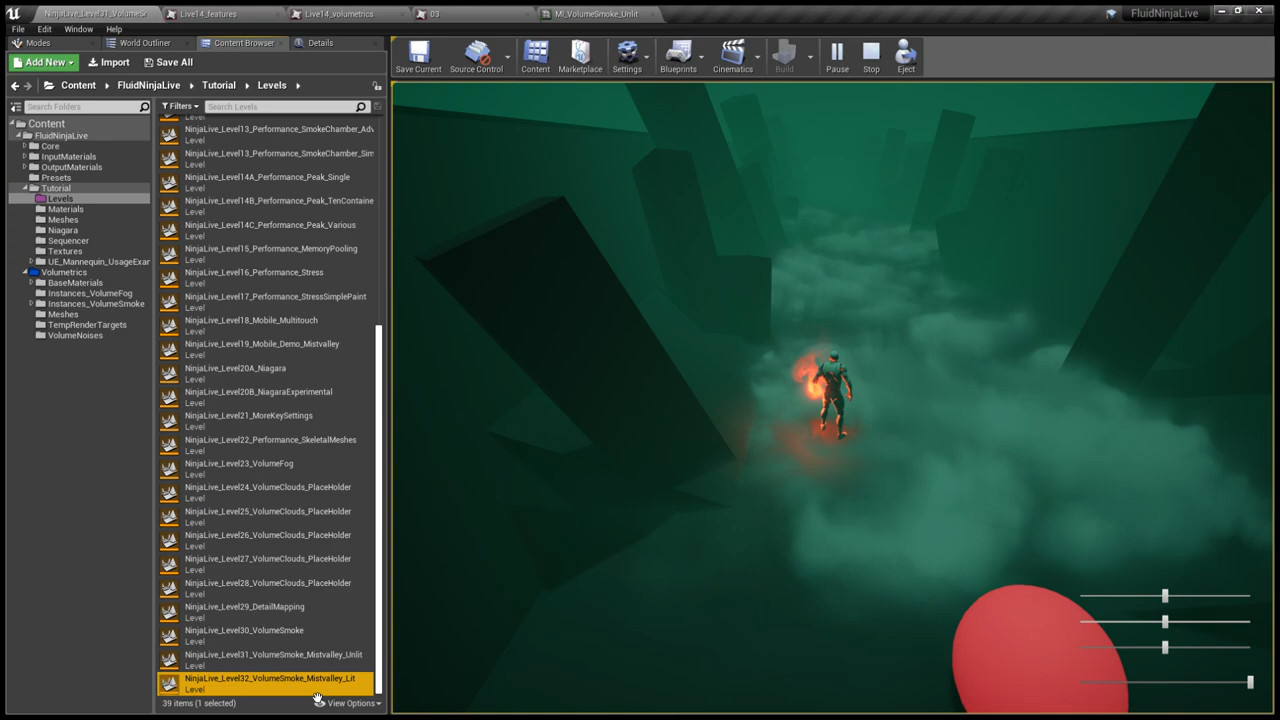 NinjaLive_Level31_VolumeSr
Live14_features
Live14_volumetrics
03
MI_VolumeSmoke_Unlit
FluidNinjaLive
File Edit Window Help
Modes World Outliner Content Browser Details
Add New Import Save All
Save Current Source Control Content Marketplace Settings Blueprints Cinematics Build Pause Stop Eject
Content FluidNinjaLive Tutorial Levels
Search Folders
Filters Search Levels
Content
FluidNinjaLive
Core
InputMaterials
OutputMaterials
Presets
Tutorial
Levels
Materials
Meshes
Niagara
Sequencer
Textures
UE_Mannequin_UsageExar
Volumetrics
BaseMaterials
Instances_VolumeFog
Instances_VolumeSmoke
Meshes
TempRenderTargets
VolumeNoises
Level
NinjaLive_Level13_Performance_SmokeChamber_Adv
Level
NinjaLive_Level13_Performance_SmokeChamber_Sim
Level
NinjaLive_Level14A_Performance_Peak_Single
Level
NinjaLive_Level14B_Performance_Peak_TenContaine
Level
NinjaLive_Level14C_Performance_Peak_Various
Level
NinjaLive_Level15_Performance_MemoryPooling
Level
NinjaLive_Level16_Performance_Stress
Level
NinjaLive_Level17_Performance_StressSimplePaint
Level
NinjaLive_Level18_Mobile_Multitouch
Level
NinjaLive_Level19_Mobile_Demo_Mistvalley
Level
NinjaLive_Level20A_Niagara
Level
NinjaLive_Level20B_NiagaraExperimental
Level
NinjaLive_Level21_MoreKeySettings
Level
NinjaLive_Level22_Performance_SkeletalMeshes
Level
NinjaLive_Level23_VolumeFog
Level
NinjaLive_Level24_VolumeClouds_PlaceHolder
Level
NinjaLive_Level25_VolumeClouds_PlaceHolder
Level
NinjaLive_Level26_VolumeClouds_PlaceHolder
Level
NinjaLive_Level27_VolumeClouds_PlaceHolder
Level
NinjaLive_Level28_VolumeClouds_PlaceHolder
Level
NinjaLive_Level29_DetailMapping
Level
NinjaLive_Level30_VolumeSmoke
Level
NinjaLive_Level31_VolumeSmoke_Mistvalley_Unlit
Level
NinjaLive_Level32_VolumeSmoke_Mistvalley_Lit
Level
39 items (1 selected)
View Options